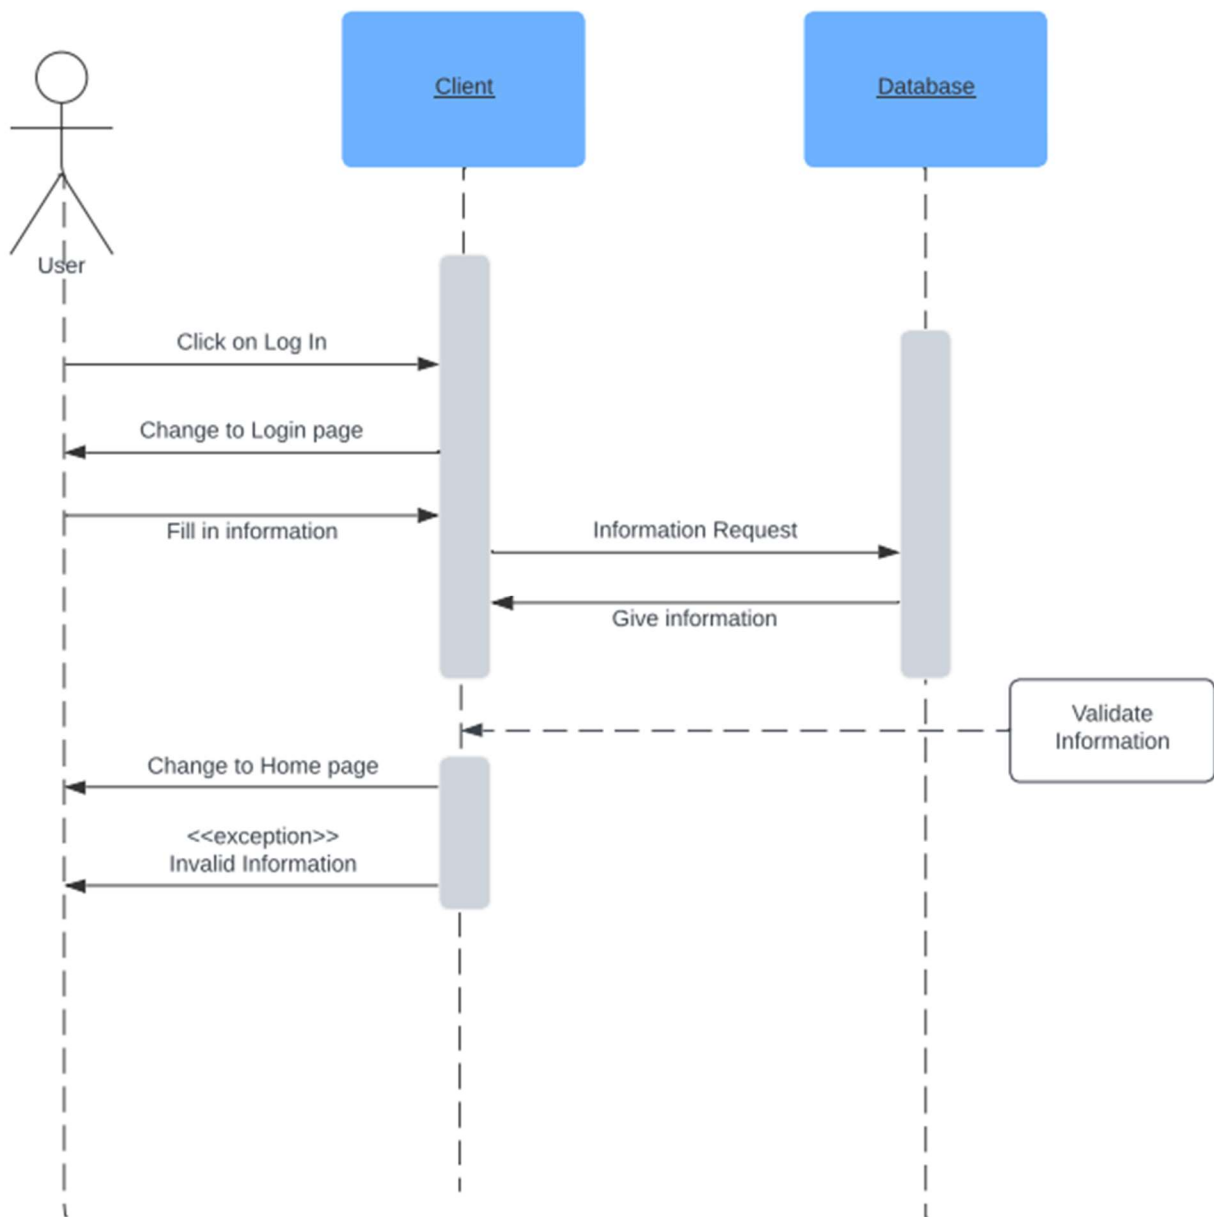 Client
Database
User
Click on Log In
Change to Login page
Fill in information
Information Request
Give information
Validate
Information
Change to Home page
<<exception>>
Invalid Information